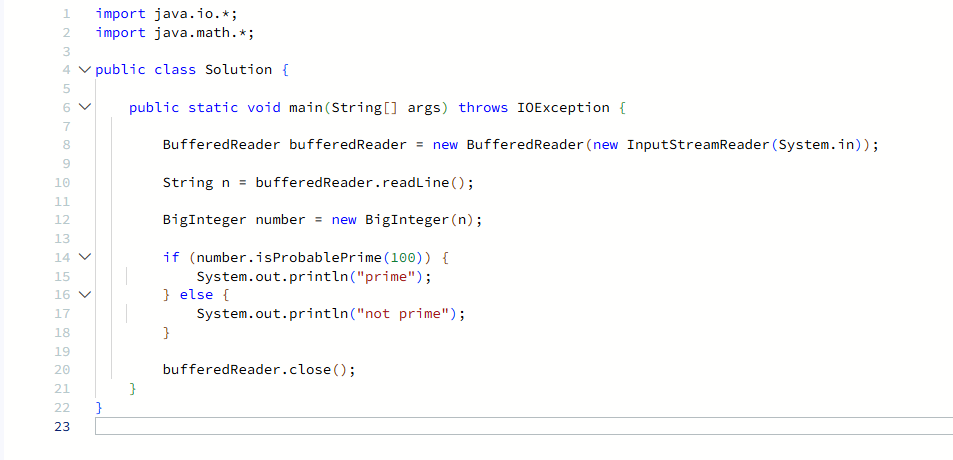 1 import java.io.*;
2 import java.math.*;
3
4 public class Solution {
5
6     public static void main(String[] args) throws IOException {
7
8         BufferedReader bufferedReader = new BufferedReader(new InputStreamReader(System.in));
9
10         String n = bufferedReader.readLine();
11
12         BigInteger number = new BigInteger(n);
13
14         if (number.isProbablePrime(100)) {
15             System.out.println("prime");
16         } else {
17             System.out.println("not prime");
18         }
19
20         bufferedReader.close();
21     }
22 }
23